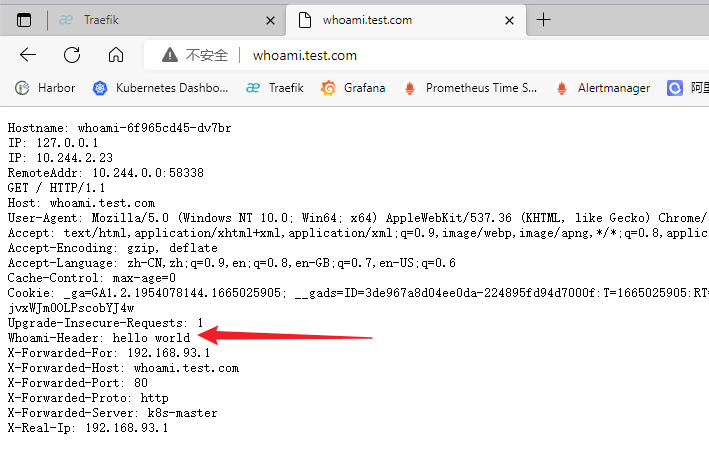 Traefik
whoami.test.com
不安全 whoami.test.com
Harbor Kubernetes Dashbo... Traefik Grafana Prometheus Time S... Alertmanager 阿里
Hostname: whoami-6f965cd45-dv7br
IP: 127.0.0.1
IP: 10.244.2.23
RemoteAddr: 10.244.0.0:58338
GET / HTTP/1.1
Host: whoami.test.com
User-Agent: Mozilla/5.0 (Windows NT 10.0; Win64; x64) AppleWebKit/537.36 (KHTML, like Gecko) Chrome/
Accept: text/html,application/xhtml+xml,application/xml;q=0.9,image/webp,image/apng,*/*;q=0.8,applic
Accept-Encoding: gzip, deflate
Accept-Language: zh-CN,zh;q=0.9,en;q=0.8,en-GB;q=0.7,en-US;q=0.6
Cache-Control: max-age=0
Cookie: _ga=GA1.2.1954078144.1665025905; __gads=ID=3de967a8d04ee0da-224895fd94d7000f:T=1665025905:RT=
jvxWJm0OLPscobYJ4w
Upgrade-Insecure-Requests: 1
Whoami-Header: hello world
X-Forwarded-For: 192.168.93.1
X-Forwarded-Host: whoami.test.com
X-Forwarded-Port: 80
X-Forwarded-Proto: http
X-Forwarded-Server: k8s-master
X-Real-Ip: 192.168.93.1